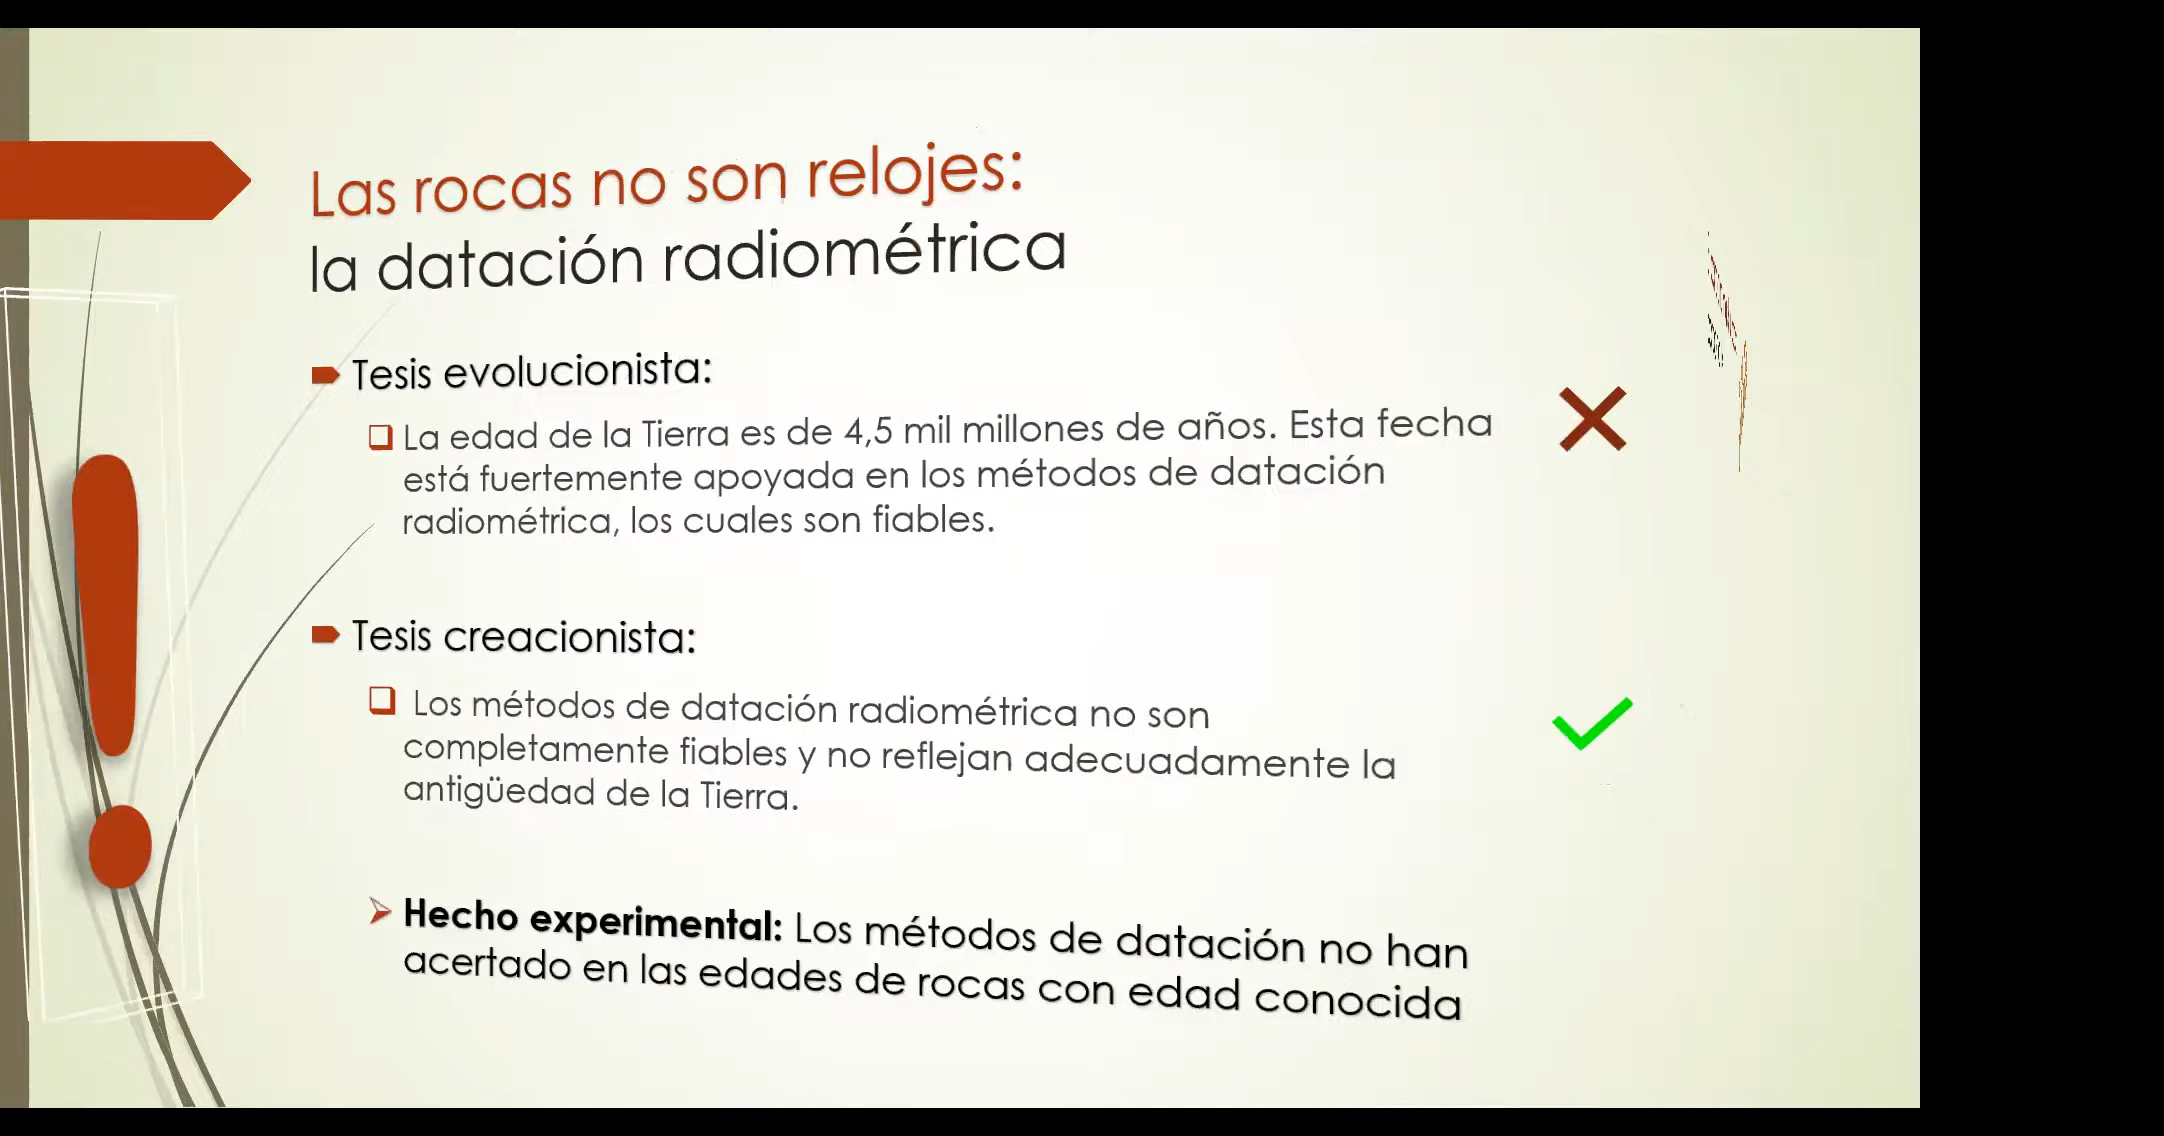 Las rocas no son relojes:
la datación radiométrica
Tesis evolucionista:
La edad de la Tierra es de 4,5 mil millones de años. Esta fecha
está fuertemente apoyada en los métodos de datación
radiométrica, los cuales son fiables.
Tesis creacionista:
Los métodos de datación radiométrica no son
completamente fiables y no reflejan adecuadamente la
antigüedad de la Tierra.
Hecho experimental: Los métodos de datación no han
acertado en las edades de rocas con edad conocida